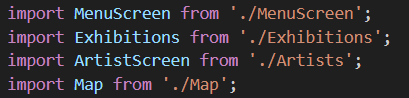 import MenuScreen from './MenuScreen';
import Exhibitions from './Exhibitions';
import ArtistScreen from './Artists';
import Map from './Map';